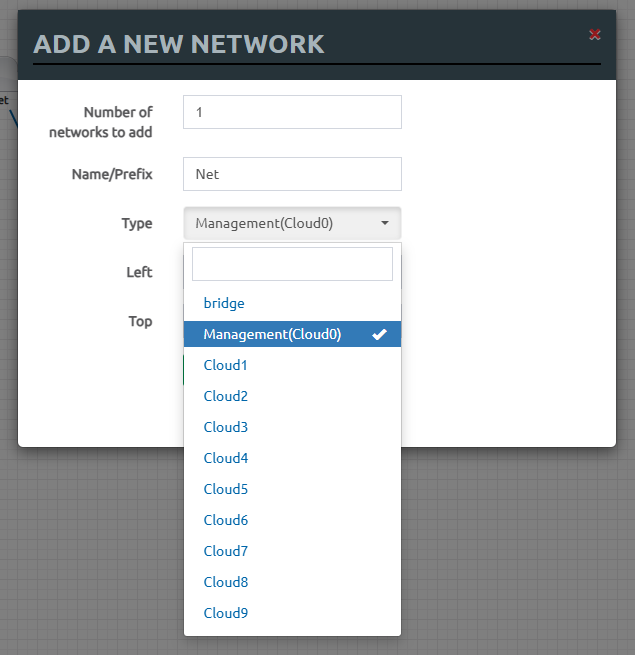 ADD A NEW NETWORK
et
Number of
networks to add
1
Name/Prefix
Net
Type
Management(Cloud0)
Left
Top
bridge
Management(Cloud0)
Cloud1
Cloud2
Cloud3
Cloud4
Cloud5
Cloud6
Cloud7
Cloud8
Cloud9